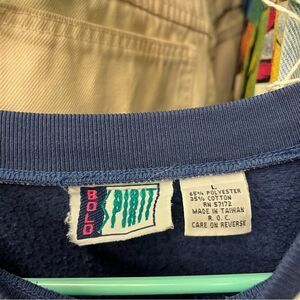 BOLD
SPIRIT
L
65% POLYESTER
35% COTTON
RN 57172
MADE IN TAIWAN
R. O. C.
CARE ON REVERSE